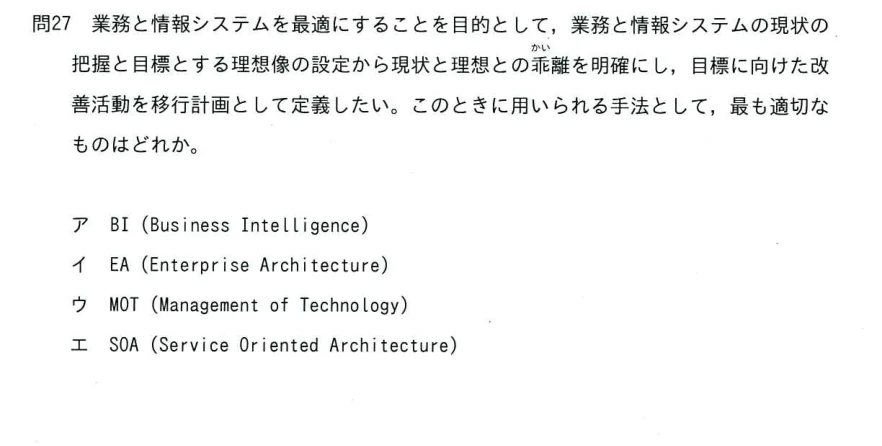 問27　業務と情報システムを最適にすることを目的として，業務と情報システムの現状の
かい
把握と目標とする理想像の設定から現状と理想との乖離を明確にし，目標に向けた改
善活動を移行計画として定義したい。このときに用いられる手法として，最も適切な
ものはどれか。
ア　BI (Business Intelligence)
イ　EA (Enterprise Architecture)
ウ　MOT (Management of Technology)
エ　SOA (Service Oriented Architecture)